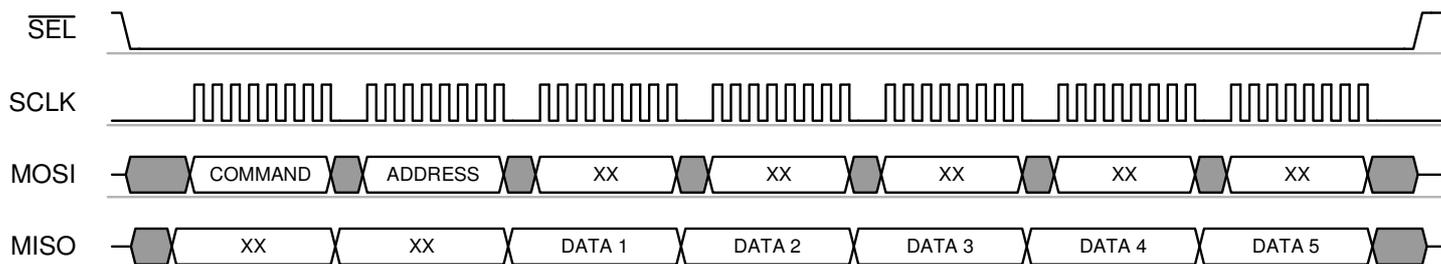 SEL
SCLK
MOSI COMMAND ADDRESS XX XX XX XX XX
MISO XX XX DATA 1 DATA 2 DATA 3 DATA 4 DATA 5